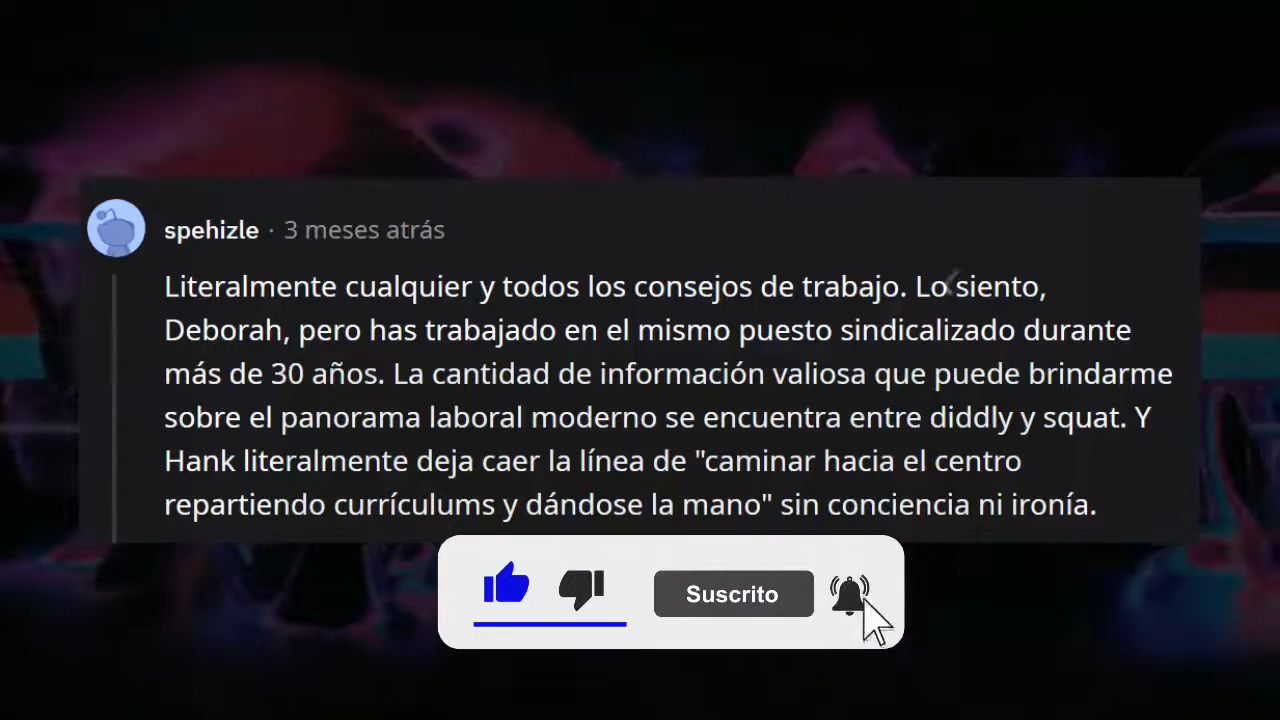 spehizle · 3 meses atrás
Literalmente cualquier y todos los consejos de trabajo. Lo siento,
Deborah, pero has trabajado en el mismo puesto sindicalizado durante
más de 30 años. La cantidad de información valiosa que puede brindarme
sobre el panorama laboral moderno se encuentra entre diddly y squat. Y
Hank literalmente deja caer la línea de "caminar hacia el centro
repartiendo currículums y dándose la mano" sin conciencia ni ironía.
Suscrito